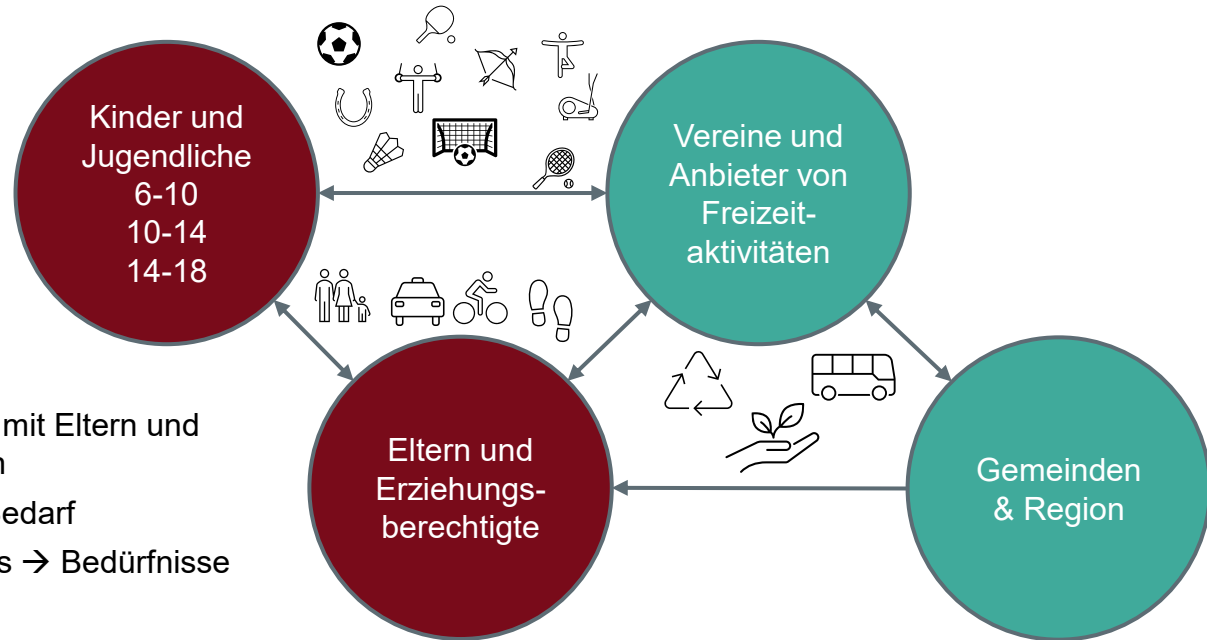 Kinder und
Jugendliche
6-10
10-14
14-18
Vereine und
Anbieter von
Freizeit-
aktivitäten
mit Eltern und
Bedürfnisse
Eltern und
Erziehungs-
berechtigte
Gemeinden
& Region